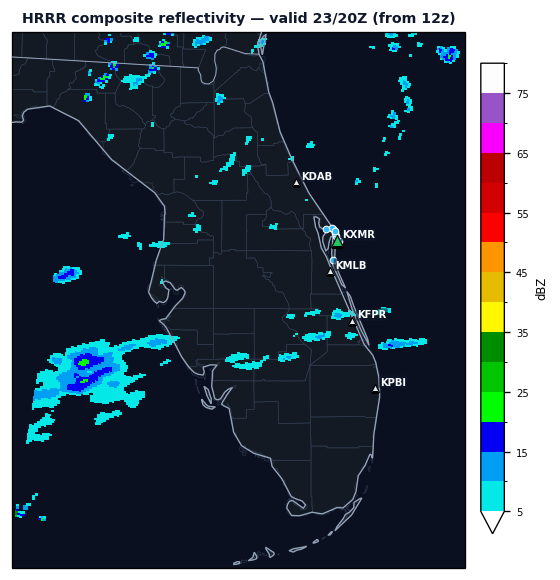 HRRR composite reflectivity — valid 23/20Z (from 12z)
75
65
55
45
35
25
15
5
dBZ
KDAB
KXMR
KMLB
KFPR
KPBI